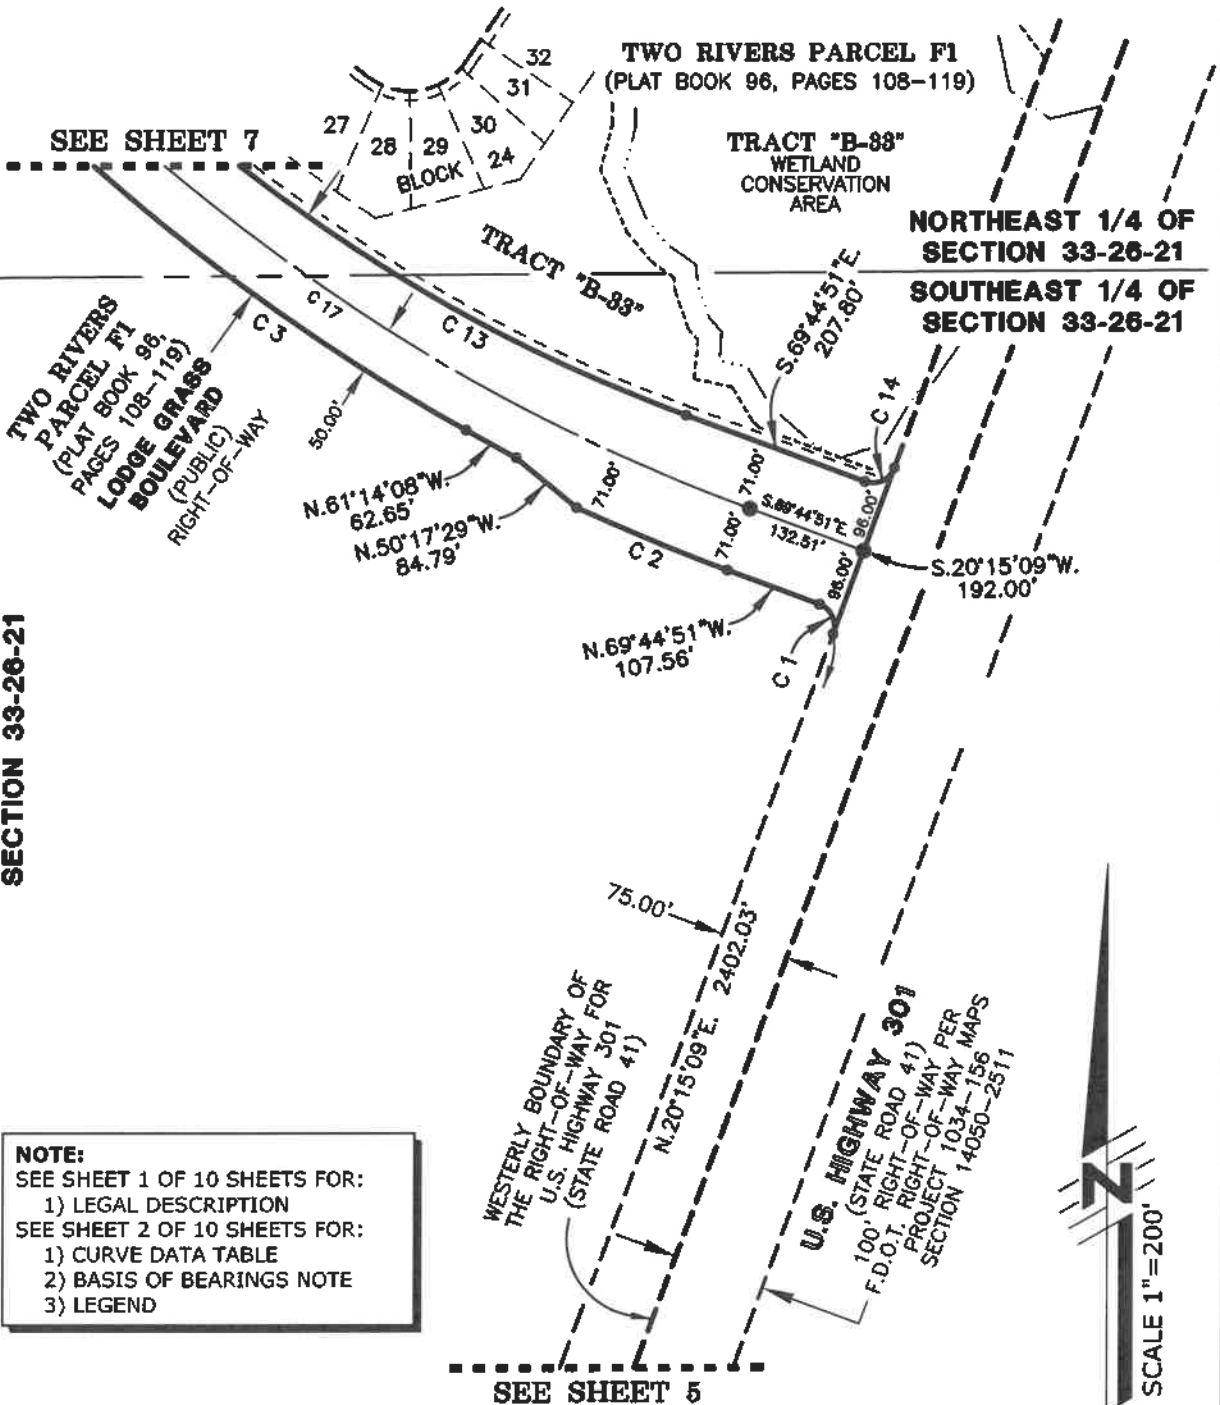 TWO RIVERS PARCEL F1
(PLAT BOOK 96, PAGES 108-119)
32
31
30
24
27
28
29
BLOCK
SEE SHEET 7
TRACT "B-33"
WETLAND
CONSERVATION
AREA
NORTHEAST 1/4 OF
SECTION 33-26-21
SOUTHEAST 1/4 OF
SECTION 33-26-21
TRACT "B-33"
S.69°44'51"E.
207.80'
C 17
C 3
C 13
C 14
TWO RIVERS
PARCEL F1
(PLAT BOOK 96,
PAGES 108-119)
LODGE GRASS
BOULEVARD
(PUBLIC)
RIGHT-OF-WAY
50.00'
N.61°14'08"W.
62.65'
N.50°17'29"W.
84.79'
71.00'
C 2
71.00'
71.00'
S.69°44'51"E
132.51'
96.00'
96.00'
S.20°15'09"W.
192.00'
N.69°44'51"W.
107.56'
C 1
SECTION 33-26-21
75.00'
N.20°15'09"E. 2402.03'
WESTERLY BOUNDARY OF
THE RIGHT-OF-WAY FOR
U.S. HIGHWAY 301
(STATE ROAD 41)
U.S. HIGHWAY 301
(STATE ROAD 41)
100' RIGHT-OF-WAY PER
F.D.O.T. RIGHT-OF-WAY MAPS
PROJECT 1034-156
SECTION 14050-2511
NOTE:
SEE SHEET 1 OF 10 SHEETS FOR:
1) LEGAL DESCRIPTION
SEE SHEET 2 OF 10 SHEETS FOR:
1) CURVE DATA TABLE
2) BASIS OF BEARINGS NOTE
3) LEGEND
N
SCALE 1"=200'
SEE SHEET 5